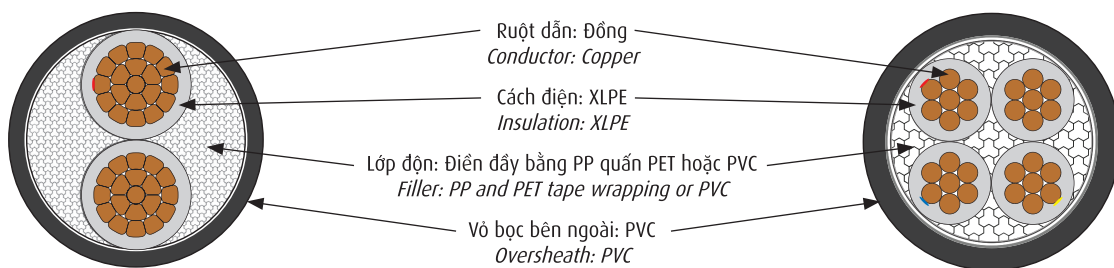 Ruột dẫn: Đồng
Conductor: Copper
Cách điện: XLPE
Insulation: XLPE
Lớp độn: Điền đầy bằng PP quấn PET hoặc PVC
Filler: PP and PET tape wrapping or PVC
Vỏ bọc bên ngoài: PVC
Oversheath: PVC